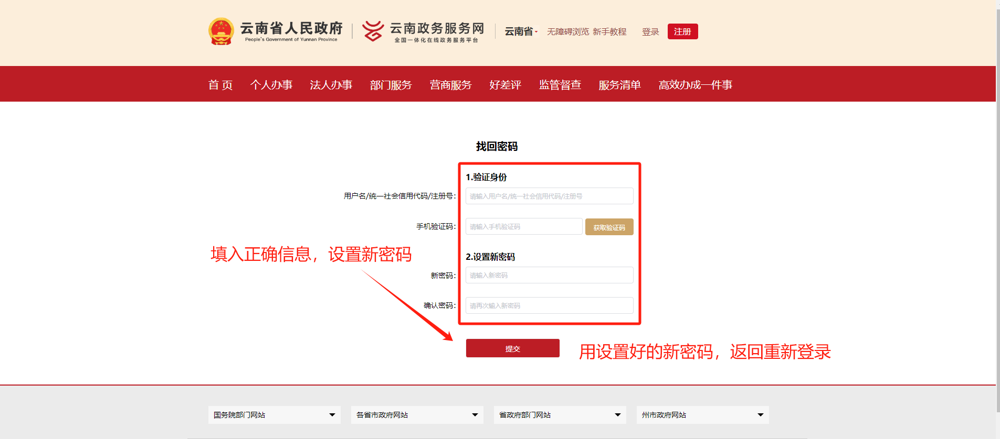 云南省人民政府
People's Government of Yunnan Province
云南政务服务网
全国一体化在线政务服务平台
云南省
无障碍浏览 新手教程 登录 注册
首 页 个人办事 法人办事 部门服务 营商服务 好差评 监管督查 服务清单 高效办成一件事
找回密码
1.验证身份
用户名/统一社会信用代码/注册号: 请输入用户名/统一社会信用代码/注册号
手机验证码: 请输入手机验证码 获取验证码
填入正确信息，设置新密码
2.设置新密码
新密码: 请输入新密码
确认密码: 请再次输入新密码
提交
用设置好的新密码，返回重新登录
国务院部门网站 各省市政府网站 省政府部门网站 州市政府网站